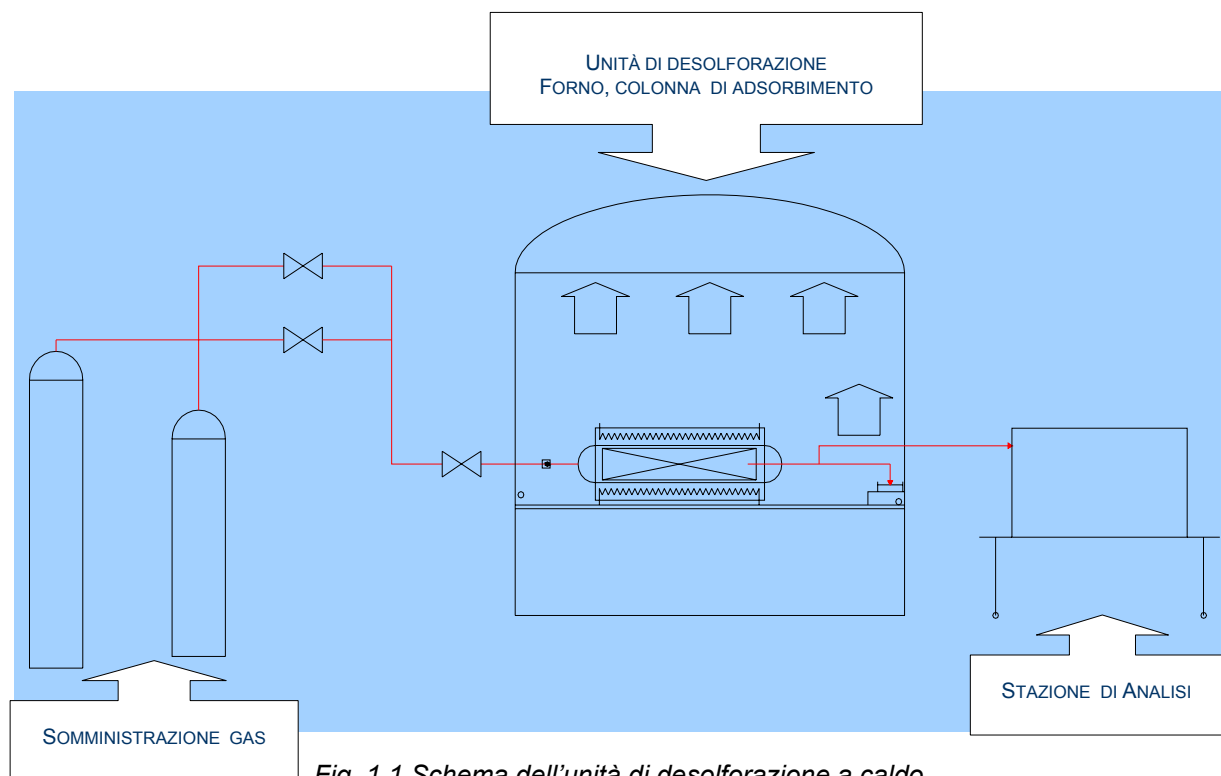 UNITÀ DI DESOLFORAZIONE
FORNO, COLONNA DI ADSORBIMENTO
STAZIONE DI ANALISI
SOMMINISTRAZIONE GAS
Fig. 1.1 Schema dell'unità di desolforazione a caldo